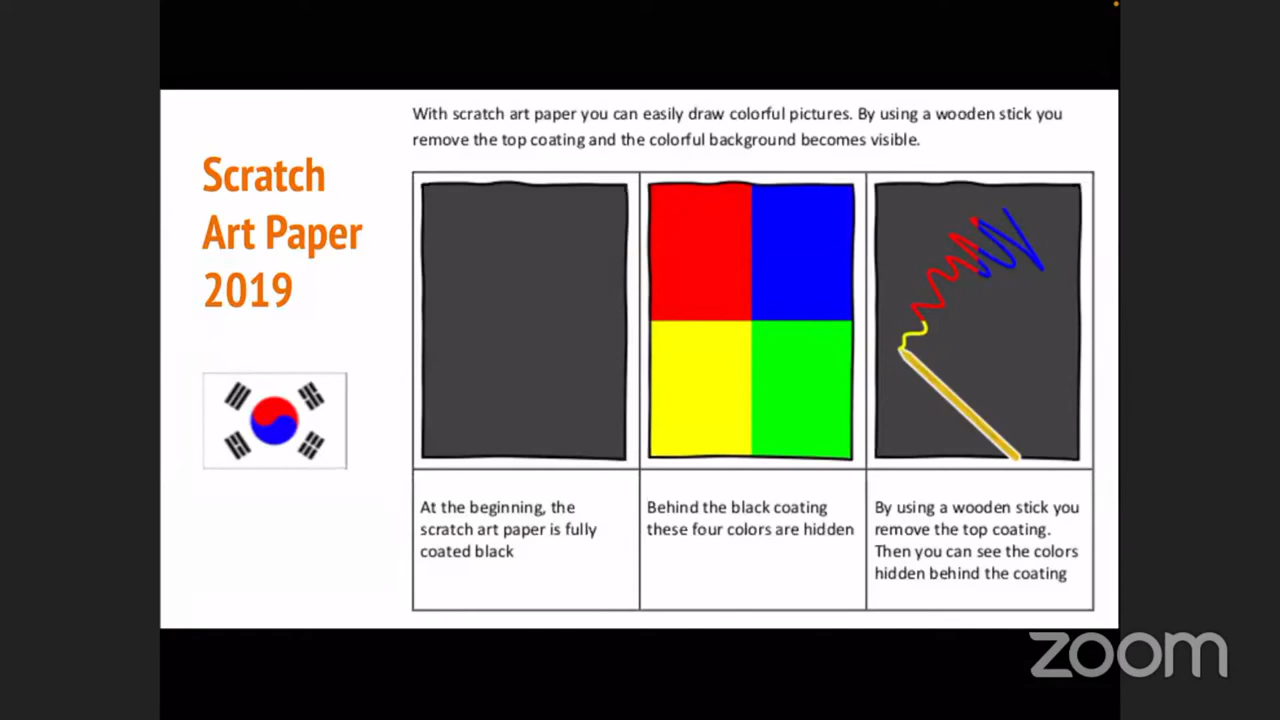 Scratch
Art Paper
2019
With scratch art paper you can easily draw colorful pictures. By using a wooden stick you
remove the top coating and the colorful background becomes visible.
At the beginning, the
scratch art paper is fully
coated black
Behind the black coating
these four colors are hidden
By using a wooden stick you
remove the top coating.
Then you can see the colors
hidden behind the coating
zoom